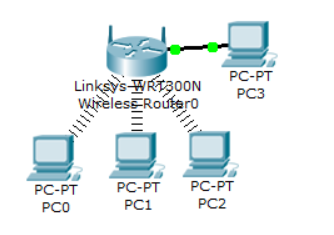 Linksys-WRT300N
Wireless Router0
PC-PT
PC3
PC-PT
PC0
PC-PT
PC1
PC-PT
PC2